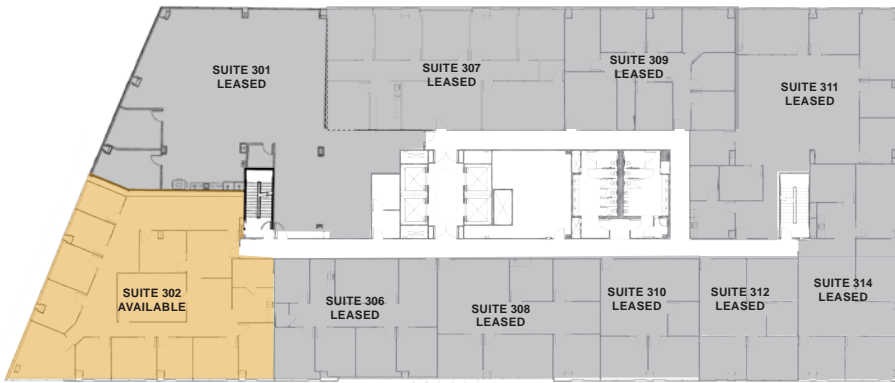 SUITE 301
LEASED
SUITE 307
LEASED
SUITE 309
LEASED
SUITE 311
LEASED
SUITE 302
AVAILABLE
SUITE 306
LEASED
SUITE 308
LEASED
SUITE 310
LEASED
SUITE 312
LEASED
SUITE 314
LEASED